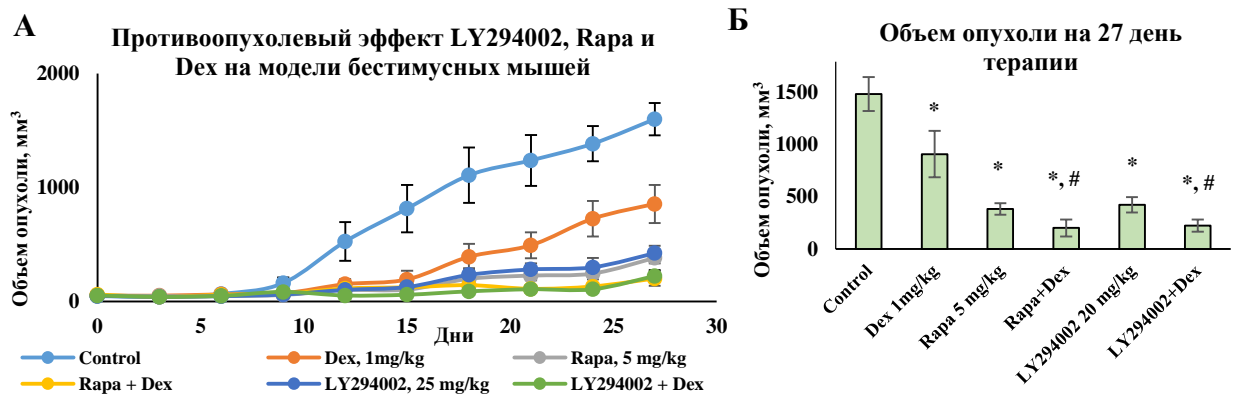 А
Противоопухолевый эффект LY294002, Rapa и
Dex на модели бестимусных мышей
Объем опухоли, мм³
2000
1000
0
0
5
10
15
20
25
30
Дни
Control
Dex, 1mg/kg
Rapa, 5 mg/kg
Rapa + Dex
LY294002, 25 mg/kg
LY294002 + Dex
Б
Объем опухоли на 27 день
терапии
Объем опухоли, мм³
1500
1000
500
0
*
*
*, #
*
*, #
Control
Dex 1mg/kg
Rapa 5 mg/kg
Rapa+Dex
LY294002 20 mg/kg
LY294002+Dex